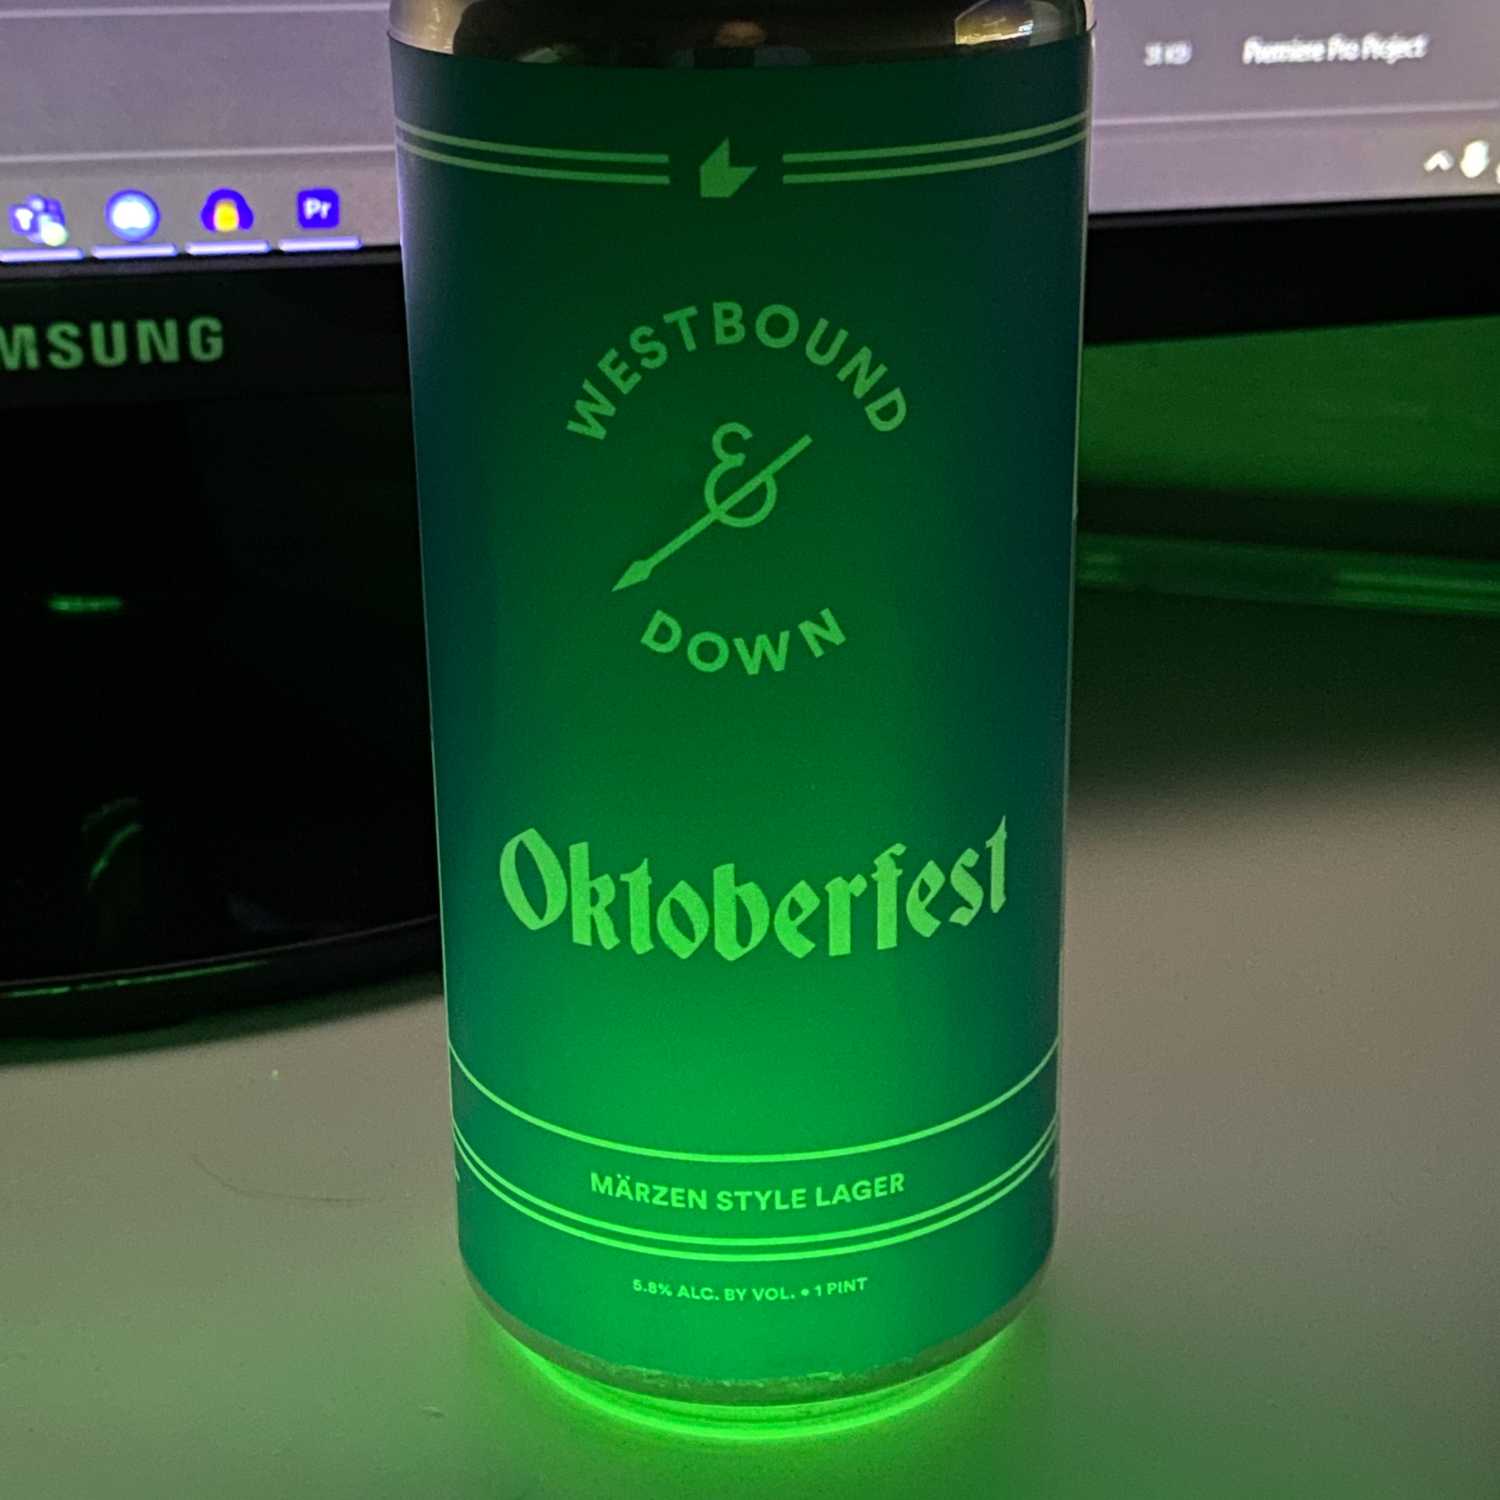 Premiere Pro Project
Pr
MSUNG
WESTBOUND
&
DOWN
Oktoberfest
MÄRZEN STYLE LAGER
5.8% ALC. BY VOL. • 1 PINT